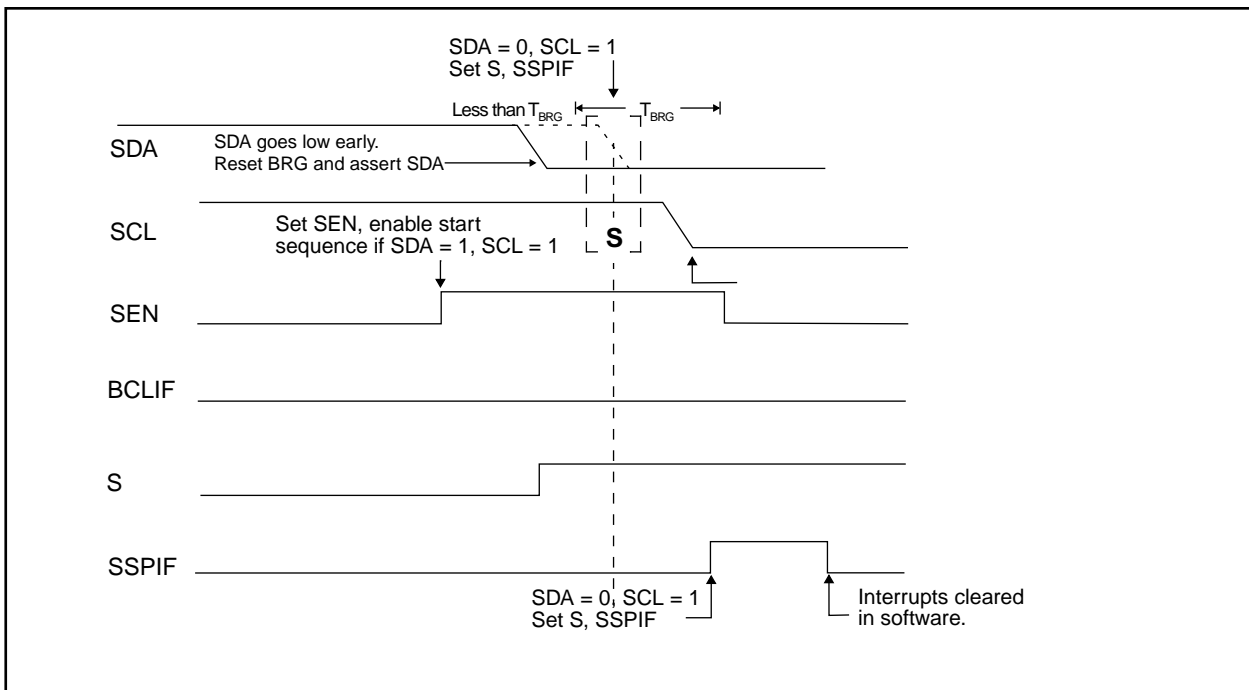 SDA = 0, SCL = 1
Set S, SSPIF
Less than TBRG
TBRG
SDA
SDA goes low early.
Reset BRG and assert SDA
SCL
Set SEN, enable start
sequence if SDA = 1, SCL = 1
S
SEN
BCLIF
S
SSPIF
SDA = 0, SCL = 1
Set S, SSPIF
Interrupts cleared
in software.